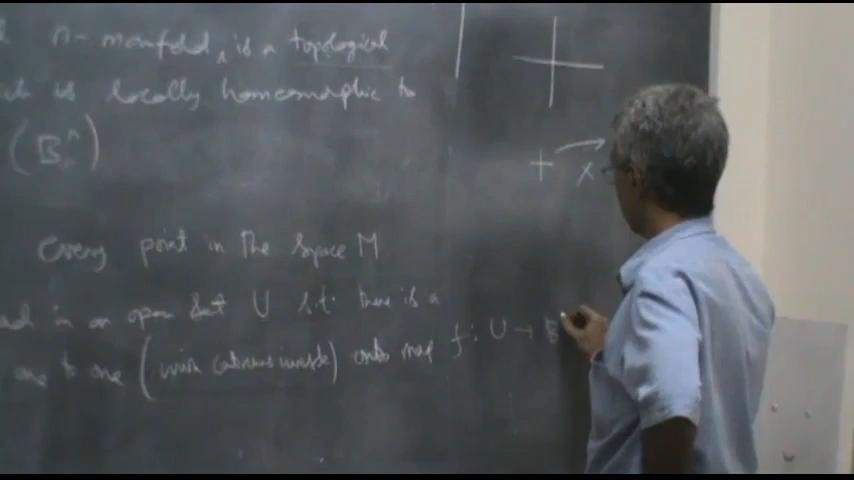 n-manifold is a topological
is locally homeomorphic to
(Bⁿ)
+ x
Every point in the space M
in an open set U s.t. there is a
one to one (with continuous inverse) onto map f: U → B